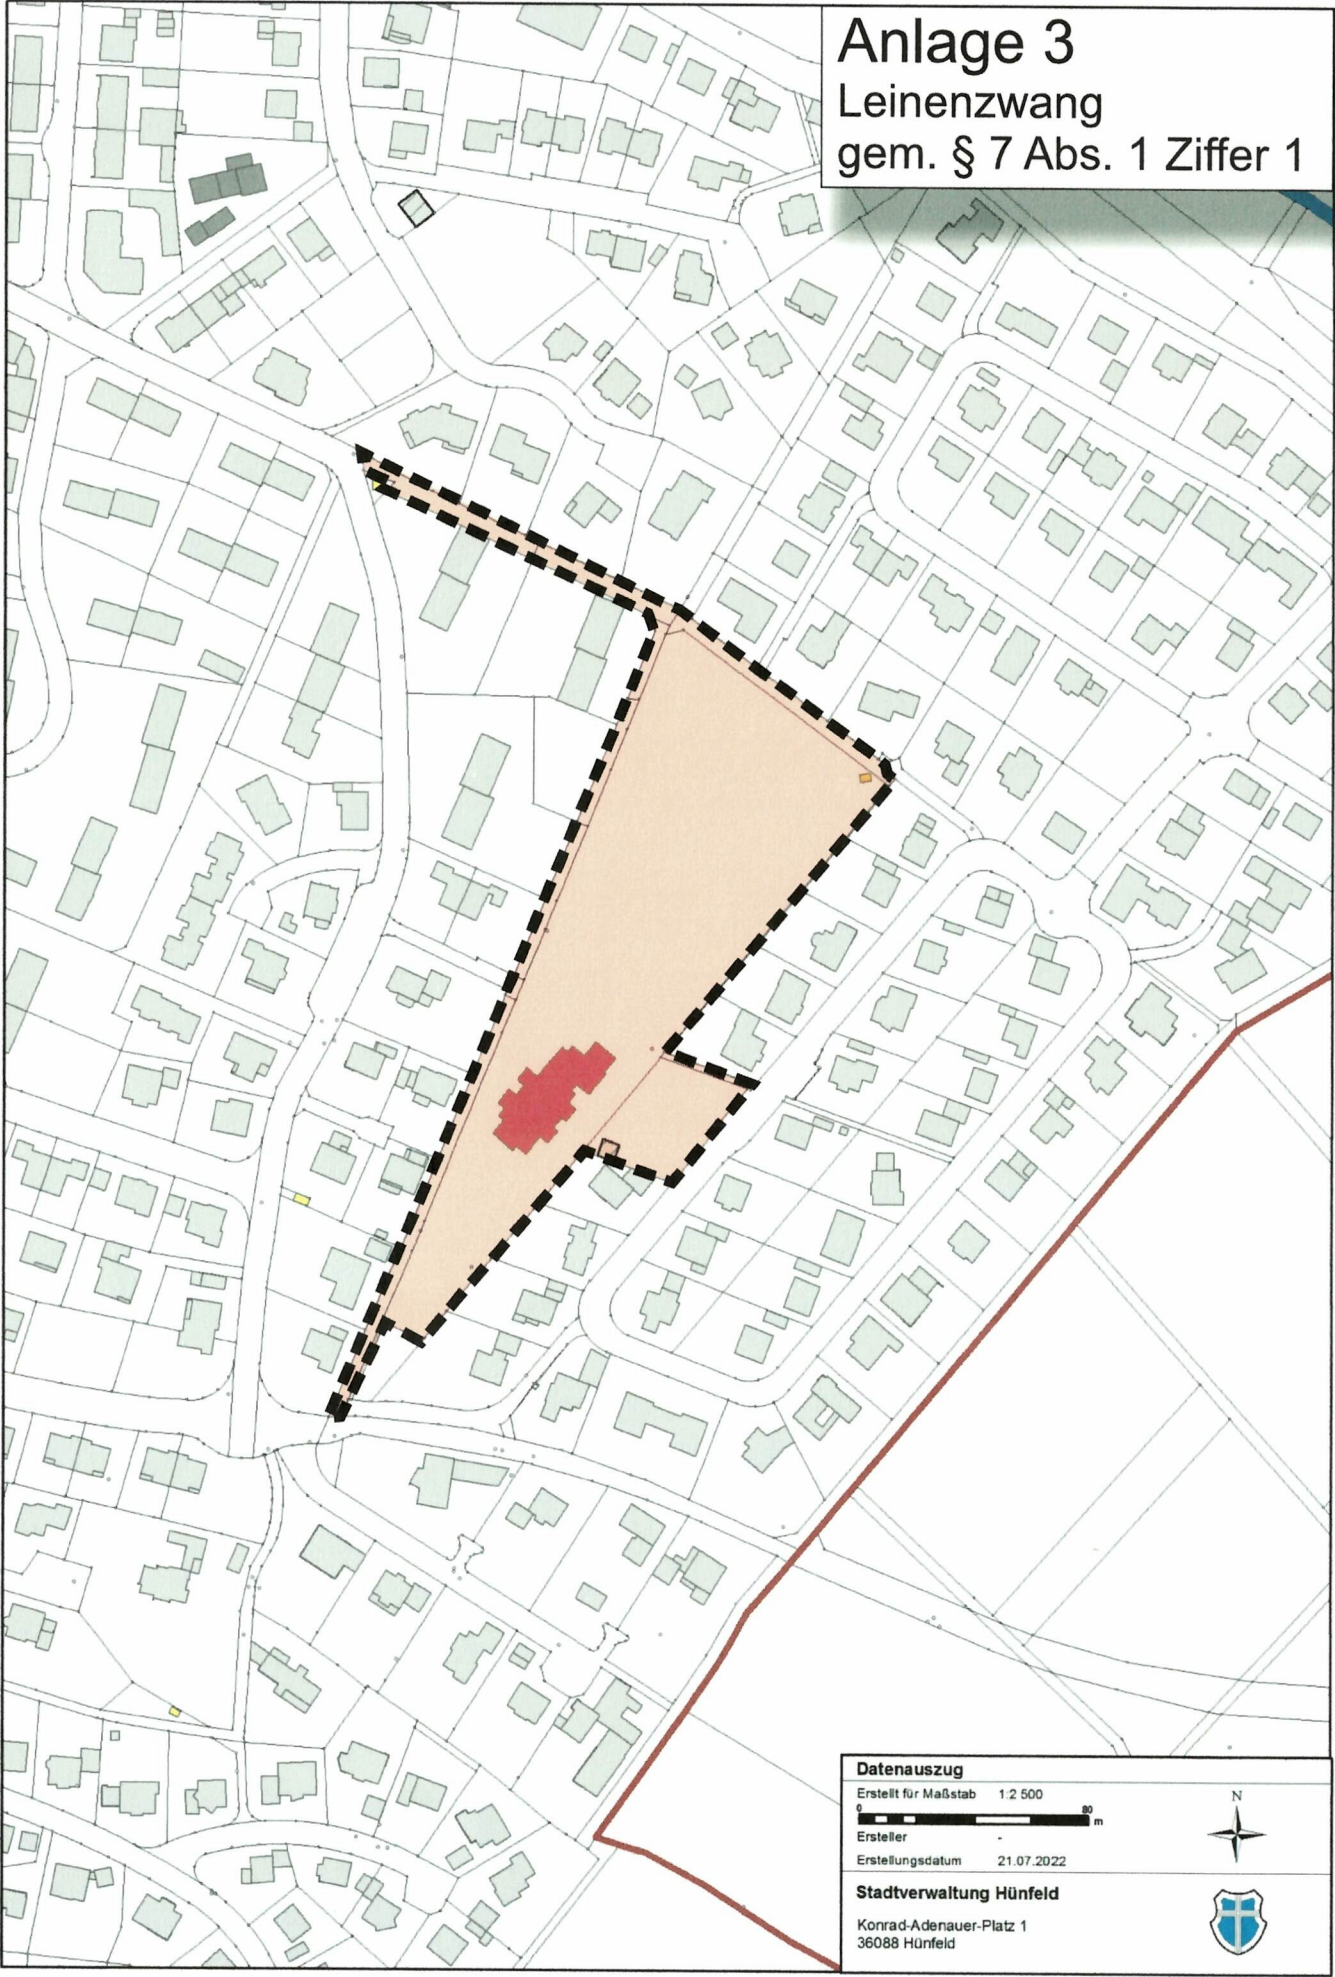 Anlage 3
Leinenzwang
gem. § 7 Abs. 1 Ziffer 1
Datenauszug
Erstellt für Maßstab 1:2 500
0 80
m
Ersteller -
Erstellungsdatum 21.07.2022
N
Stadtverwaltung Hünfeld
Konrad-Adenauer-Platz 1
36088 Hünfeld